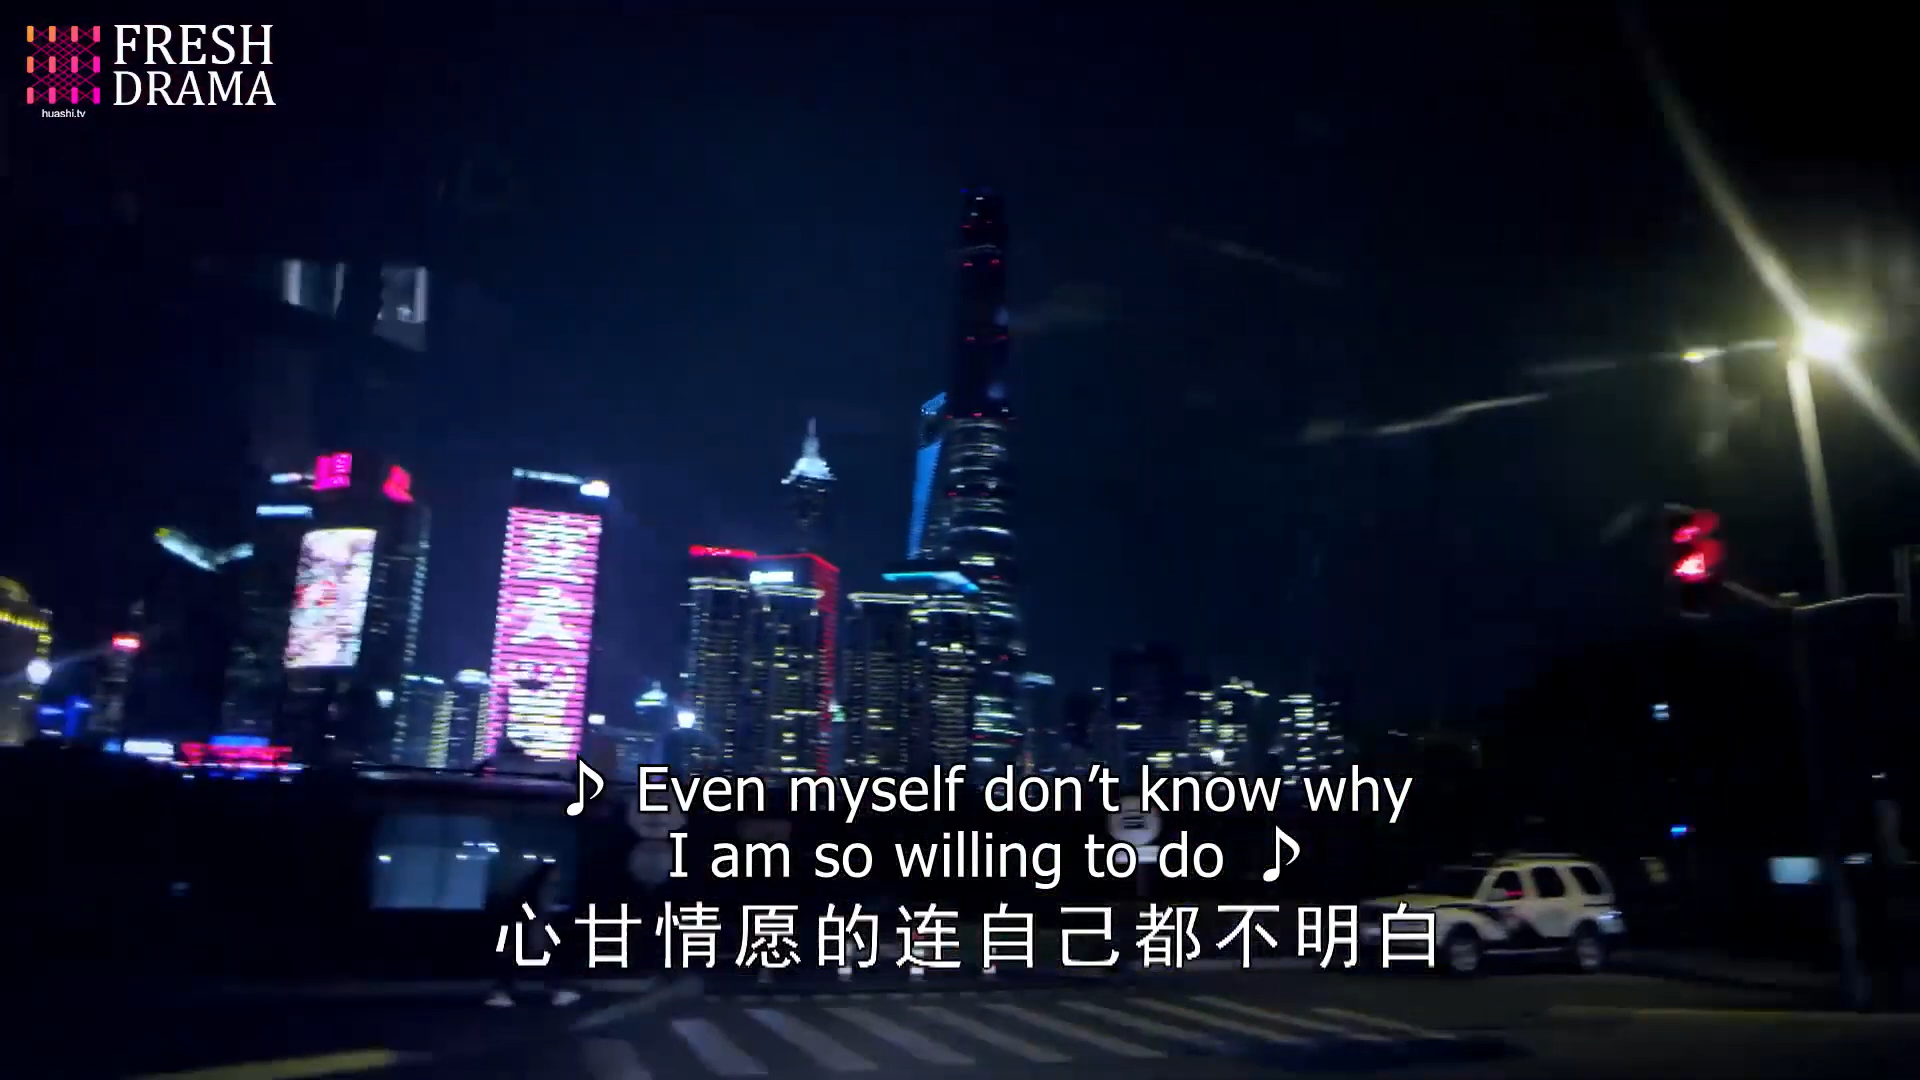 FRESH
DRAMA
huashi.tv
♪ Even myself don't know why
I am so willing to do ♪
心甘情愿的连自己都不明白